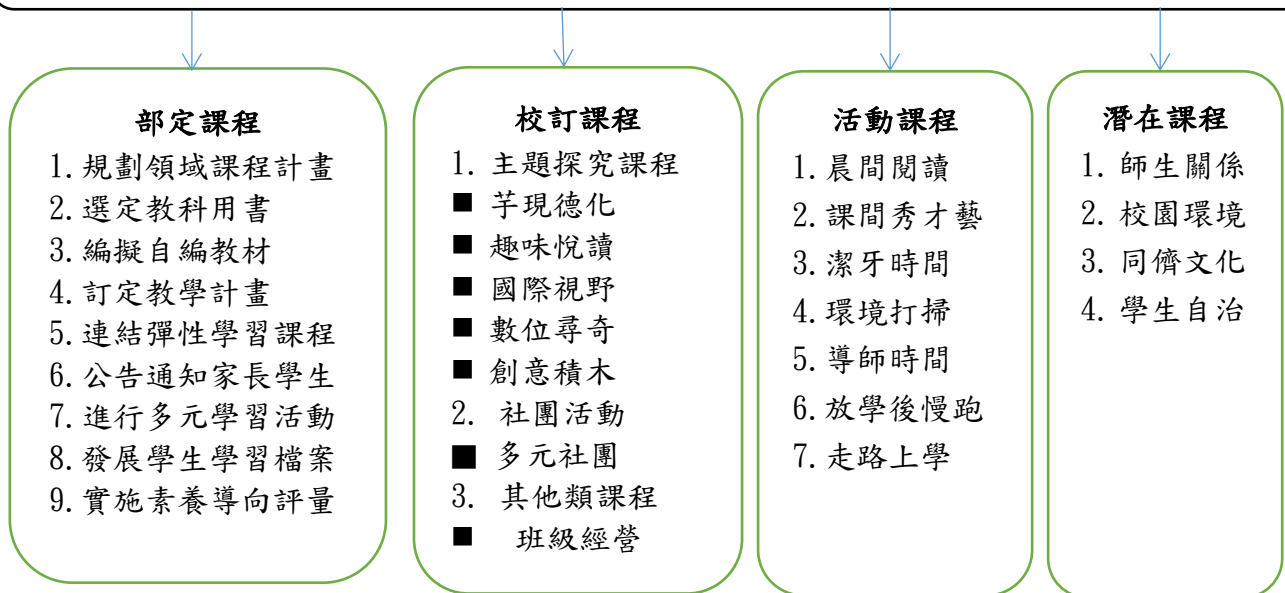 部定課程
1.規劃領域課程計畫
2.選定教科用書
3.編擬自編教材
4.訂定教學計畫
5.連結彈性學習課程
6.公告通知家長學生
7.進行多元學習活動
8.發展學生學習檔案
9.實施素養導向評量
校訂課程
1. 主題探究課程
■ 芋現德化
■ 趣味悅讀
■ 國際視野
■ 數位尋奇
■ 創意積木
2. 社團活動
■ 多元社團
3. 其他類課程
■ 班級經營
活動課程
1.晨間閱讀
2.課間秀才藝
3.潔牙時間
4.環境打掃
5.導師時間
6.放學後慢跑
7.走路上學
潛在課程
1. 師生關係
2. 校園環境
3. 同儕文化
4. 學生自治